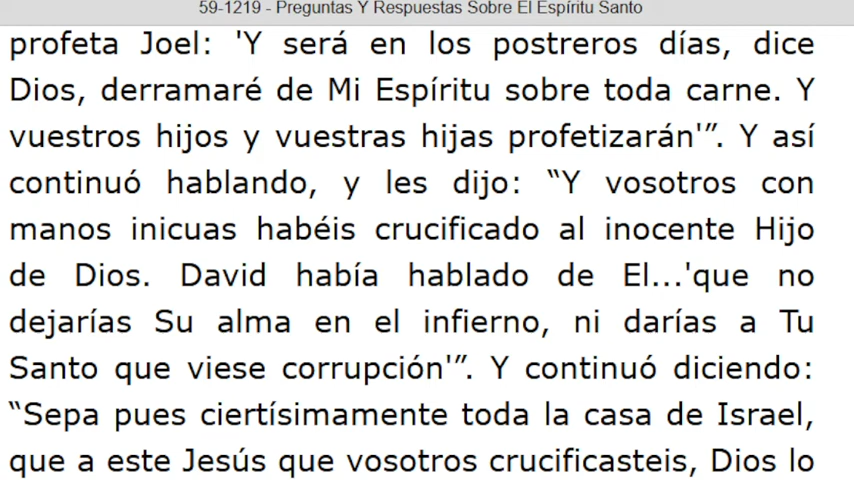 59-1219 - Preguntas Y Respuestas Sobre El Espíritu Santo
profeta Joel: 'Y será en los postreros días, dice
Dios, derramaré de Mi Espíritu sobre toda carne. Y
vuestros hijos y vuestras hijas profetizarán'”. Y así
continuó hablando, y les dijo: “Y vosotros con
manos inicuas habéis crucificado al inocente Hijo
de Dios. David había hablado de El...'que no
dejarías Su alma en el infierno, ni darías a Tu
Santo que viese corrupción'”. Y continuó diciendo:
“Sepa pues ciertísimamente toda la casa de Israel,
que a este Jesús que vosotros crucificasteis, Dios lo